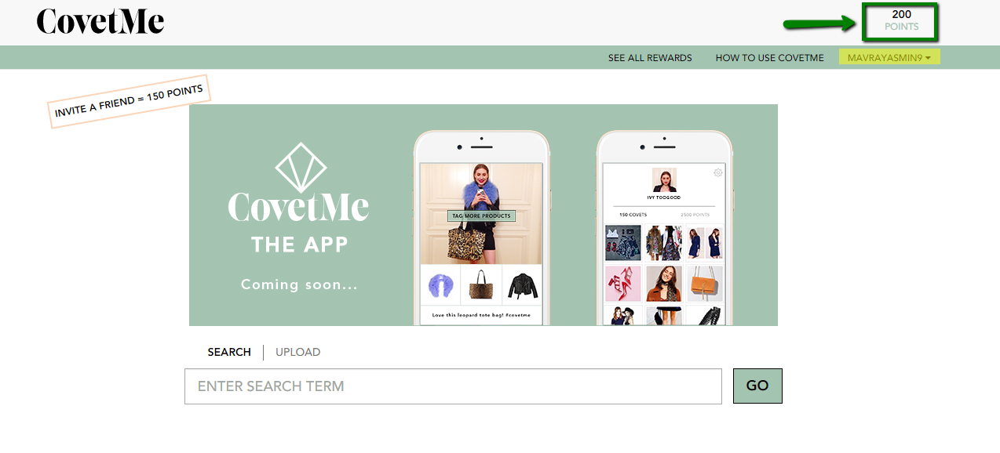 CovetMe
200
POINTS
SEE ALL REWARDS
HOW TO USE COVETME
MAVRAYASMIN9
INVITE A FRIEND = 150 POINTS
CovetMe
THE APP
Coming soon...
TAG MORE PRODUCTS
Love this leopard tote bag! #covetme
IVY TOOGOOD
150 COVETS
2500 POINTS
SEARCH
UPLOAD
ENTER SEARCH TERM
GO